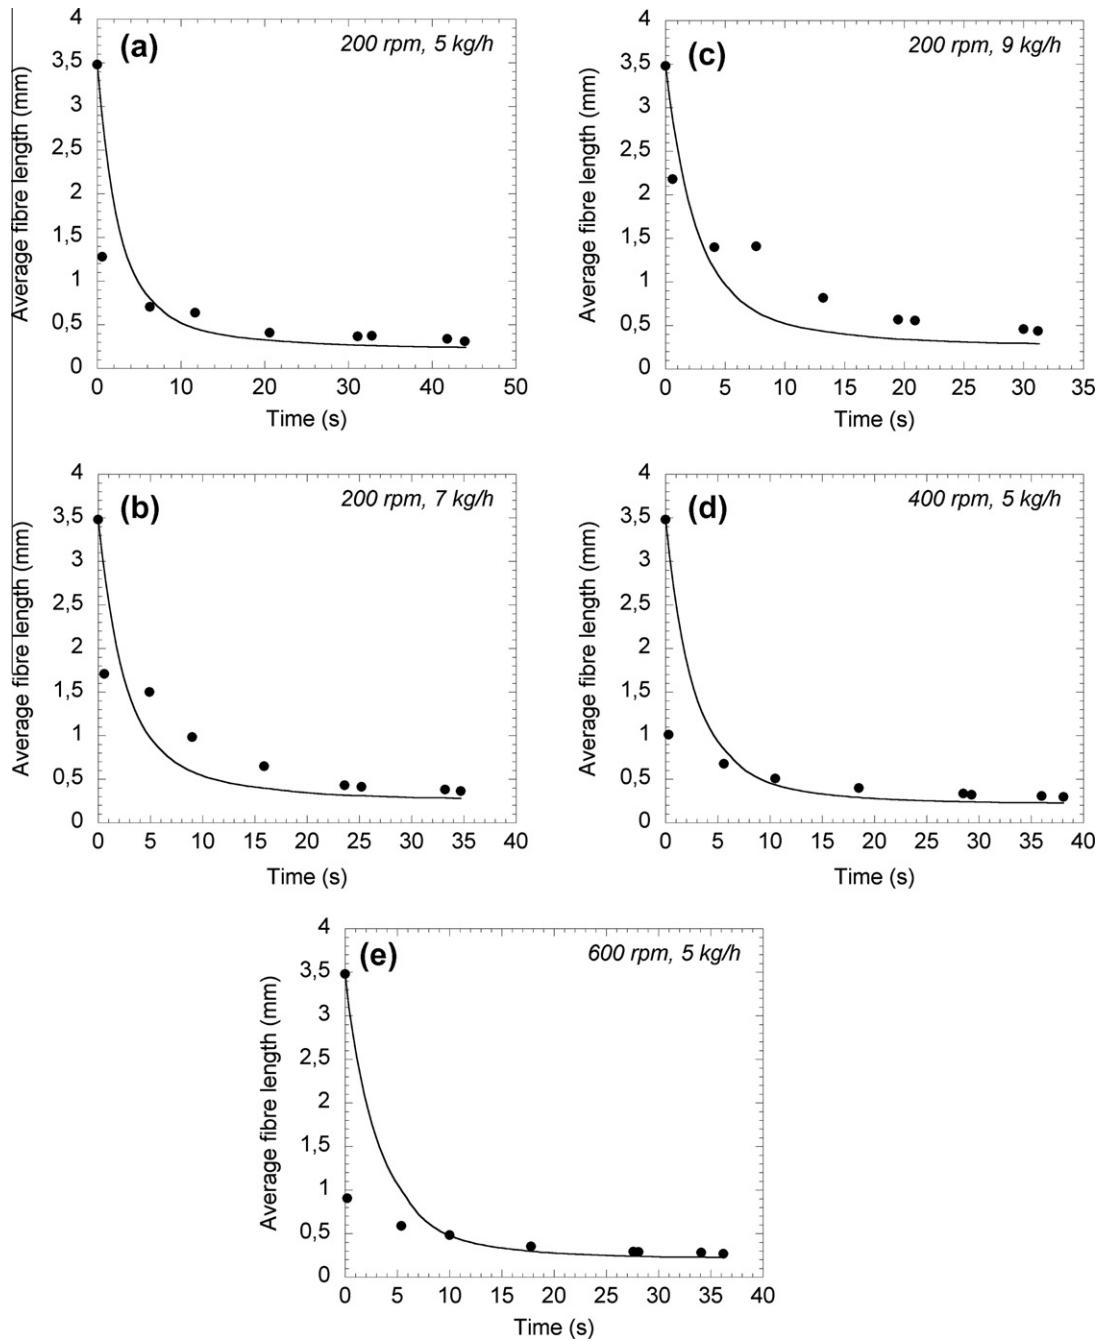 (a)
200 rpm, 5 kg/h
Average fibre length (mm)
4
3,5
3
2,5
2
1,5
1
0,5
0
0 10 20 30 40 50
Time (s)
(c)
200 rpm, 9 kg/h
Average fibre length (mm)
4
3,5
3
2,5
2
1,5
1
0,5
0
0 5 10 15 20 25 30 35
Time (s)
(b)
200 rpm, 7 kg/h
Average fibre length (mm)
4
3,5
3
2,5
2
1,5
1
0,5
0
0 5 10 15 20 25 30 35 40
Time (s)
(d)
400 rpm, 5 kg/h
Average fibre length (mm)
4
3,5
3
2,5
2
1,5
1
0,5
0
0 5 10 15 20 25 30 35 40
Time (s)
(e)
600 rpm, 5 kg/h
Average fibre length (mm)
4
3,5
3
2,5
2
1,5
1
0,5
0
0 5 10 15 20 25 30 35 40
Time (s)